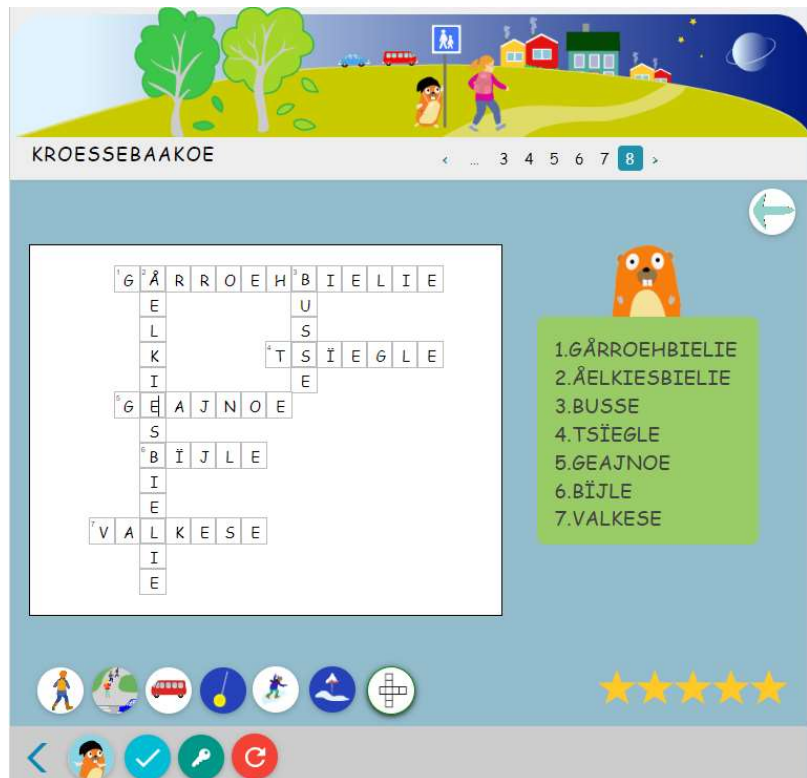 KROESSEBAAKOE
‹ ... 3 4 5 6 7 8 ›
1 G 2 Å R R O E H 3 B I E L I E
E U
L S
K 4 T S Ï E G L E
I E
5 G E A J N O E
S
6 B Ï J L E
I
E
7 V A L K E S E
I
E
1.GÅRROEHBIELIE
2.ÅELKIESBIELIE
3.BUSSE
4.TSÏEGLE
5.GEAJNOE
6.BÏJLE
7.VALKESE